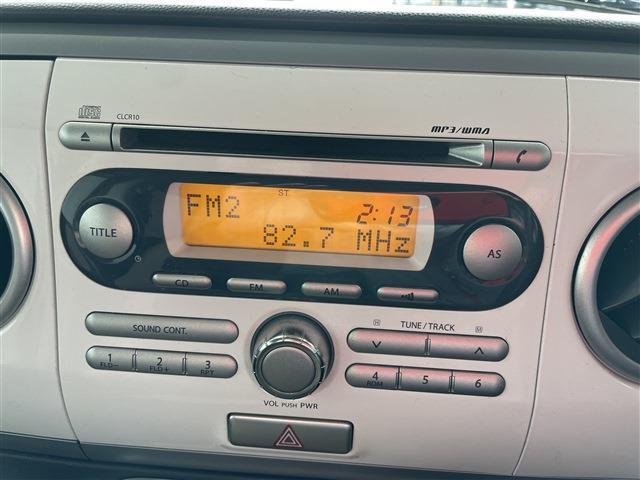 CLCR10
MP3/WMA
ST
FM2 2:13
82.7 MHz
TITLE
AS
CD FM AM
SOUND CONT.
TUNE / TRACK
H M
1 2 3
FLD− FLD+ RPT
4 5 6
RDM
VOL PUSH PWR